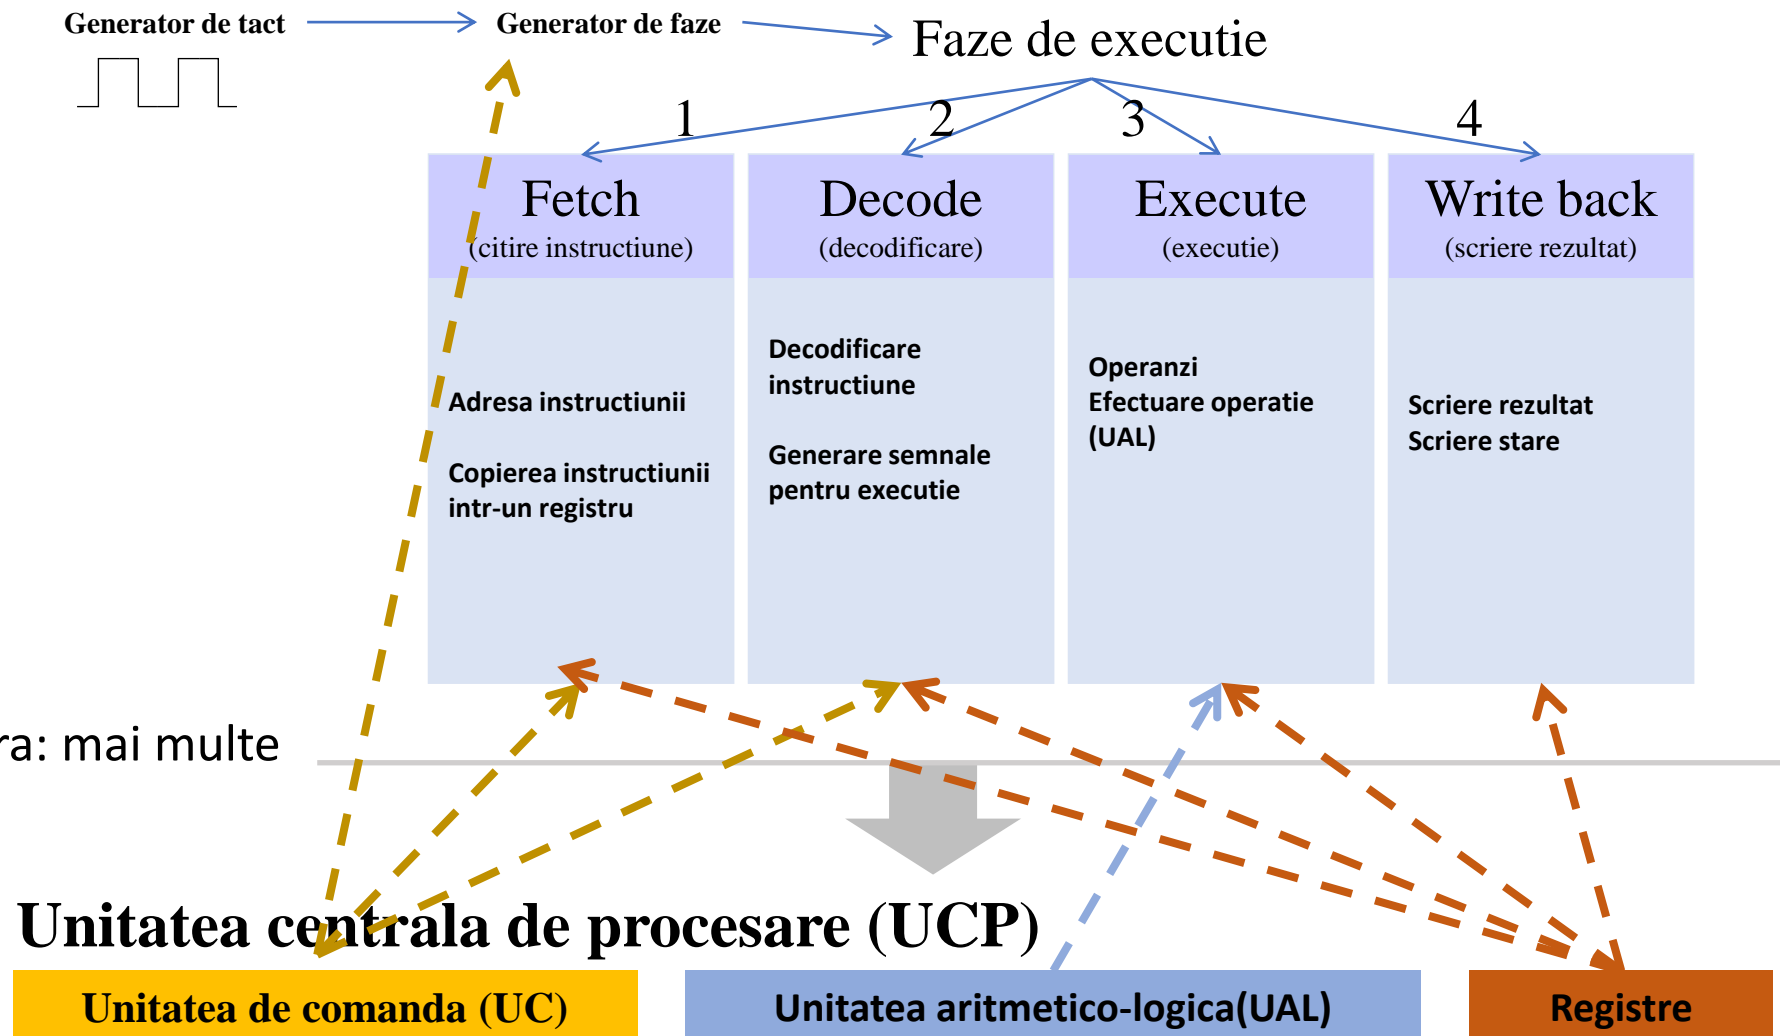 Generator de tact
Generator de faze
Faze de executie
1
2
3
4
Fetch
(citire instructiune)
Decode
(decodificare)
Execute
(executie)
Write back
(scriere rezultat)
Adresa instructiunii
Copierea instructiunii
intr-un registru
Decodificare
instructiune
Generare semnale
pentru executie
Operanzi
Efectuare operatie
(UAL)
Scriere rezultat
Scriere stare
ra: mai multe
Unitatea centrala de procesare (UCP)
Unitatea de comanda (UC)
Unitatea aritmetico-logica(UAL)
Registre